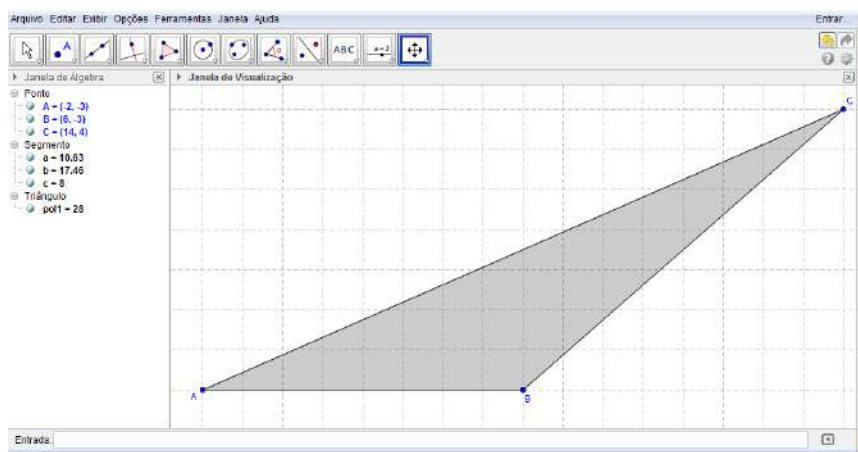 Arquivo Editar Exibir Opções Ferramentas Janela Ajuda Entrar...
A ABC a=2
Janela de Álgebra
Janela de Visualização
Ponto
A = (-2, -3)
B = (6, -3)
C = (14, 4)
Segmento
a = 10.63
b = 17.46
c = 8
Triângulo
pol1 = 28
C
A
B
Entrada: